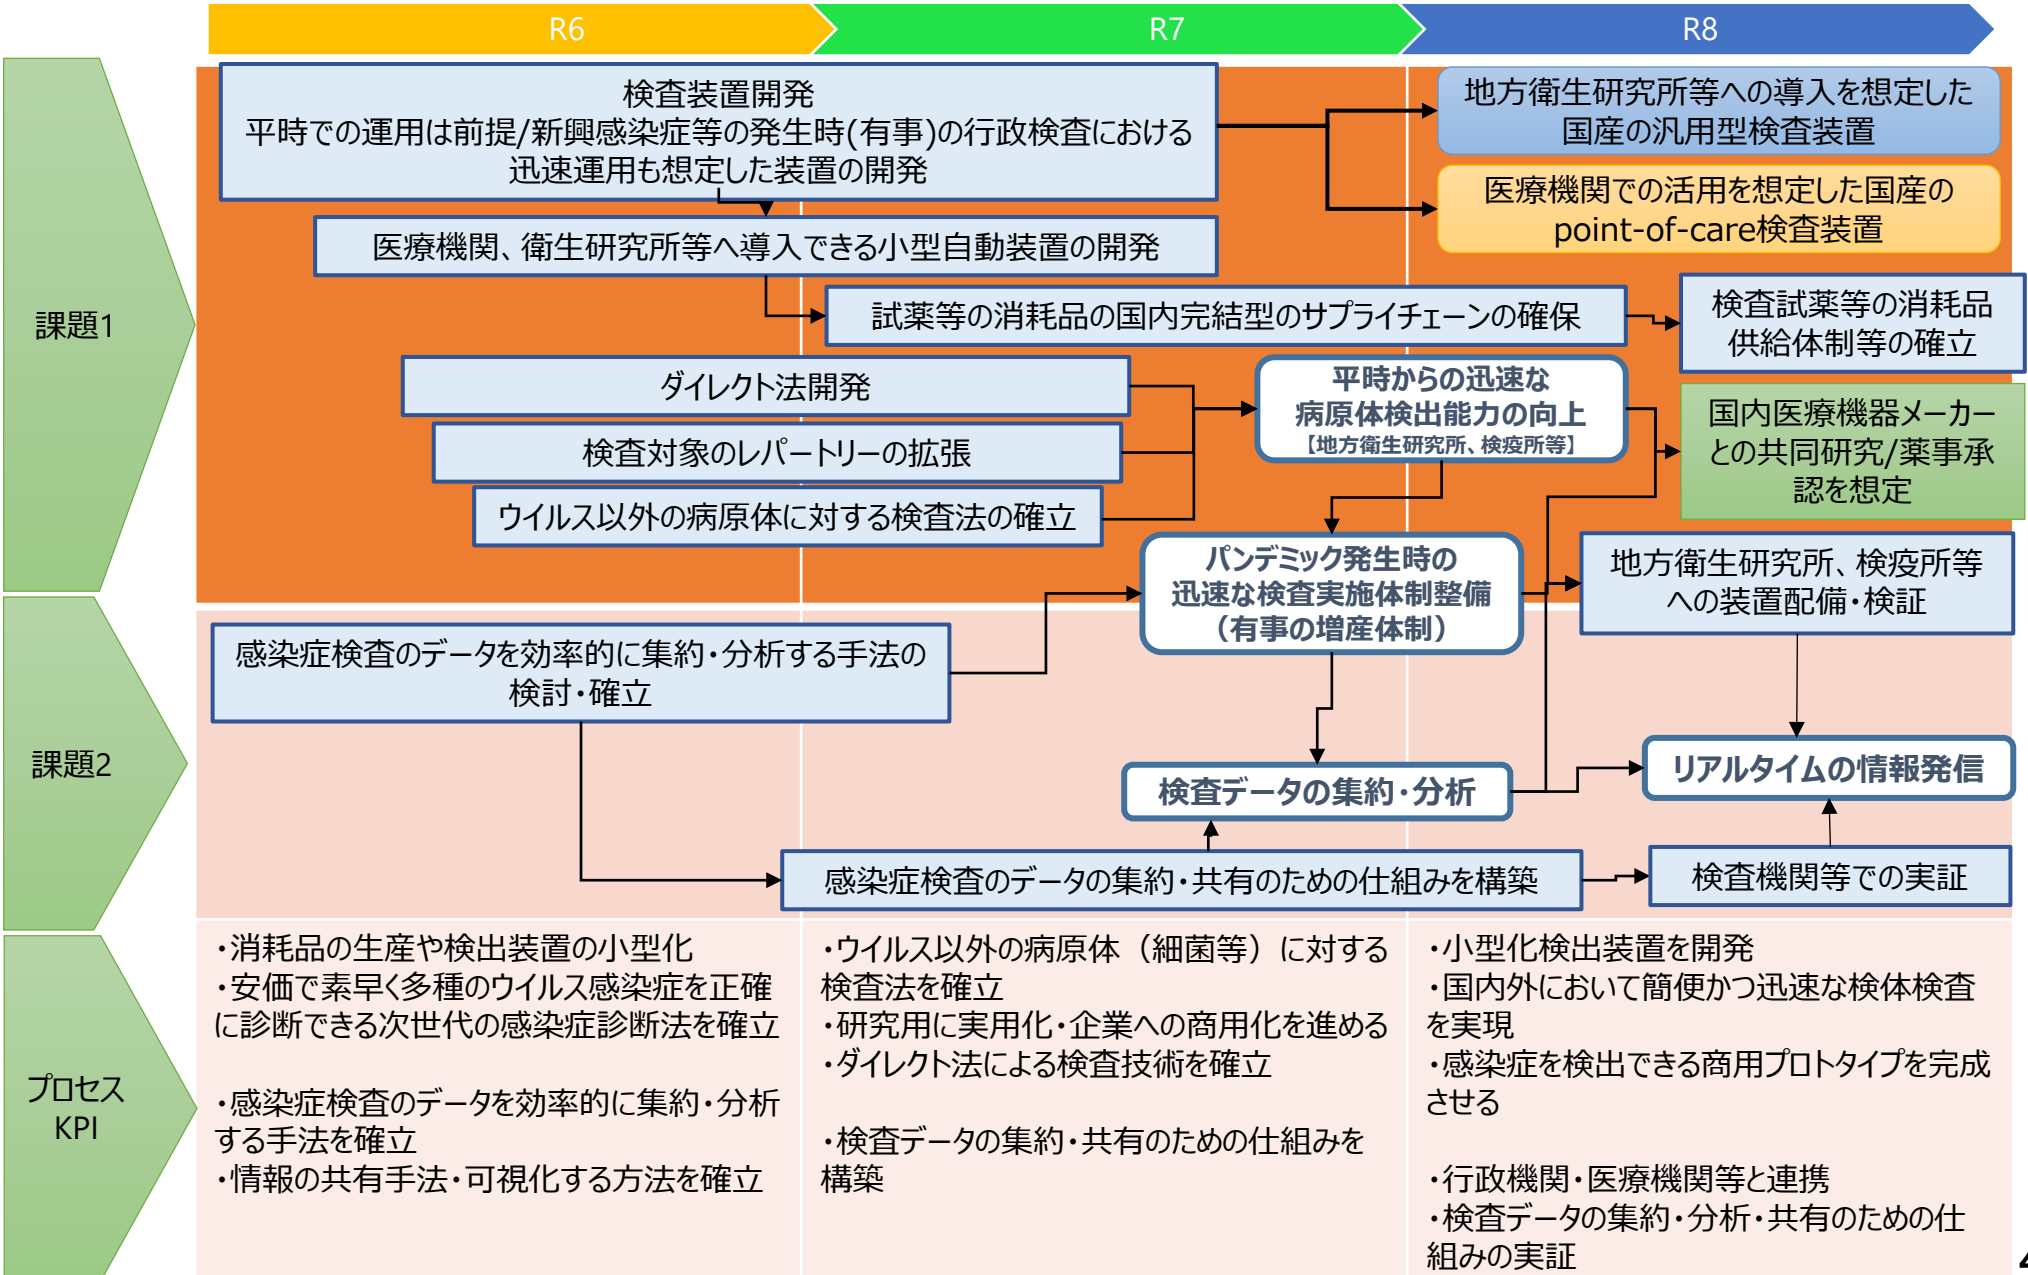 R6
R7
R8
課題1
検査装置開発
平時での運用は前提/新興感染症等の発生時(有事)の行政検査における
迅速運用も想定した装置の開発
地方衛生研究所等への導入を想定した
国産の汎用型検査装置
医療機関での活用を想定した国産の
point-of-care検査装置
医療機関、衛生研究所等へ導入できる小型自動装置の開発
試薬等の消耗品の国内完結型のサプライチェーンの確保
検査試薬等の消耗品
供給体制等の確立
ダイレクト法開発
検査対象のレパートリーの拡張
ウイルス以外の病原体に対する検査法の確立
平時からの迅速な
病原体検出能力の向上
【地方衛生研究所、検疫所等】
国内医療機器メーカー
との共同研究/薬事承
認を想定
パンデミック発生時の
迅速な検査実施体制整備
（有事の増産体制）
地方衛生研究所、検疫所等
への装置配備・検証
課題2
感染症検査のデータを効率的に集約・分析する手法の
検討・確立
検査データの集約・分析
リアルタイムの情報発信
感染症検査のデータの集約・共有のための仕組みを構築
検査機関等での実証
プロセス
KPI
・消耗品の生産や検出装置の小型化
・安価で素早く多種のウイルス感染症を正確
に診断できる次世代の感染症診断法を確立
・感染症検査のデータを効率的に集約・分析
する手法を確立
・情報の共有手法・可視化する方法を確立
・ウイルス以外の病原体（細菌等）に対する
検査法を確立
・研究用に実用化・企業への商用化を進める
・ダイレクト法による検査技術を確立
・検査データの集約・共有のための仕組みを
構築
・小型化検出装置を開発
・国内外において簡便かつ迅速な検体検査
を実現
・感染症を検出できる商用プロトタイプを完成
させる
・行政機関・医療機関等と連携
・検査データの集約・分析・共有のための仕
組みの実証